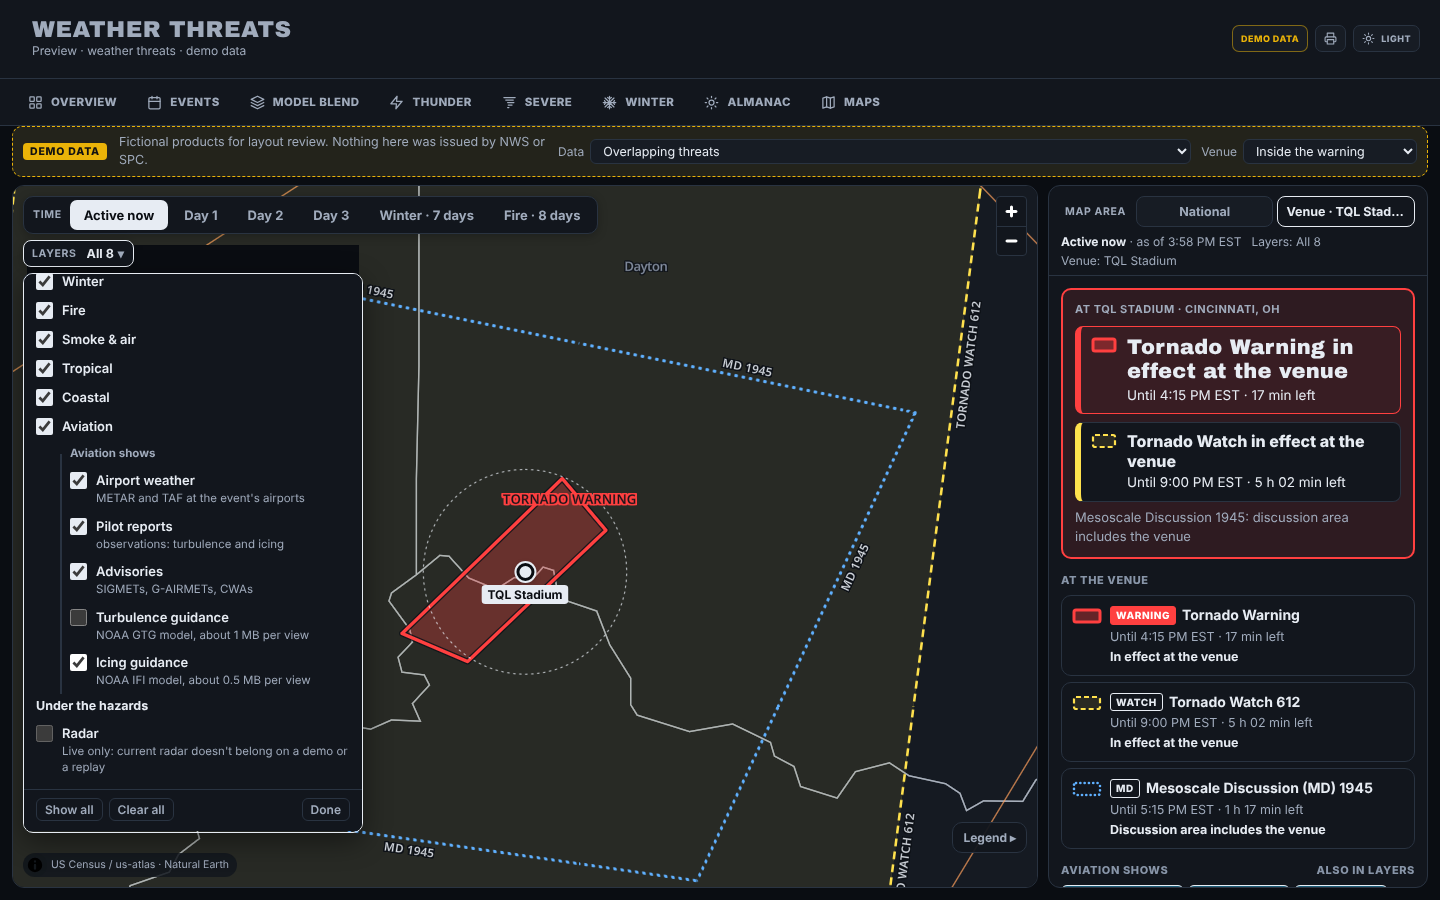 WEATHER THREATS
Preview · weather threats · demo data
DEMO DATA
LIGHT
OVERVIEW
EVENTS
MODEL BLEND
THUNDER
SEVERE
WINTER
ALMANAC
MAPS
DEMO DATA
Fictional products for layout review. Nothing here was issued by NWS or
SPC.
Data
Overlapping threats
Venue
Inside the warning
TIME
Active now
Day 1
Day 2
Day 3
Winter · 7 days
Fire · 8 days
LAYERS All 8 ▾
Winter
Fire
Smoke & air
Tropical
Coastal
Aviation
Aviation shows
Airport weather
METAR and TAF at the event's airports
Pilot reports
observations: turbulence and icing
Advisories
SIGMETs, G-AIRMETs, CWAs
Turbulence guidance
NOAA GTG model, about 1 MB per view
Icing guidance
NOAA IFI model, about 0.5 MB per view
Under the hazards
Radar
Live only: current radar doesn't belong on a demo or
a replay
Show all
Clear all
Done
US Census / us-atlas · Natural Earth
Dayton
1945
MD 1945
MD 1945
MD 1945
TORNADO WATCH 612
O WATCH 612
TORNADO WARNING
TQL Stadium
+
−
Legend ▸
MAP AREA
National
Venue · TQL Stad...
Active now · as of 3:58 PM EST Layers: All 8
Venue: TQL Stadium
AT TQL STADIUM · CINCINNATI, OH
Tornado Warning in
effect at the venue
Until 4:15 PM EST · 17 min left
Tornado Watch in effect at the
venue
Until 9:00 PM EST · 5 h 02 min left
Mesoscale Discussion 1945: discussion area
includes the venue
AT THE VENUE
WARNING Tornado Warning
Until 4:15 PM EST · 17 min left
In effect at the venue
WATCH Tornado Watch 612
Until 9:00 PM EST · 5 h 02 min left
In effect at the venue
MD Mesoscale Discussion (MD) 1945
Until 5:15 PM EST · 1 h 17 min left
Discussion area includes the venue
AVIATION SHOWS
ALSO IN LAYERS